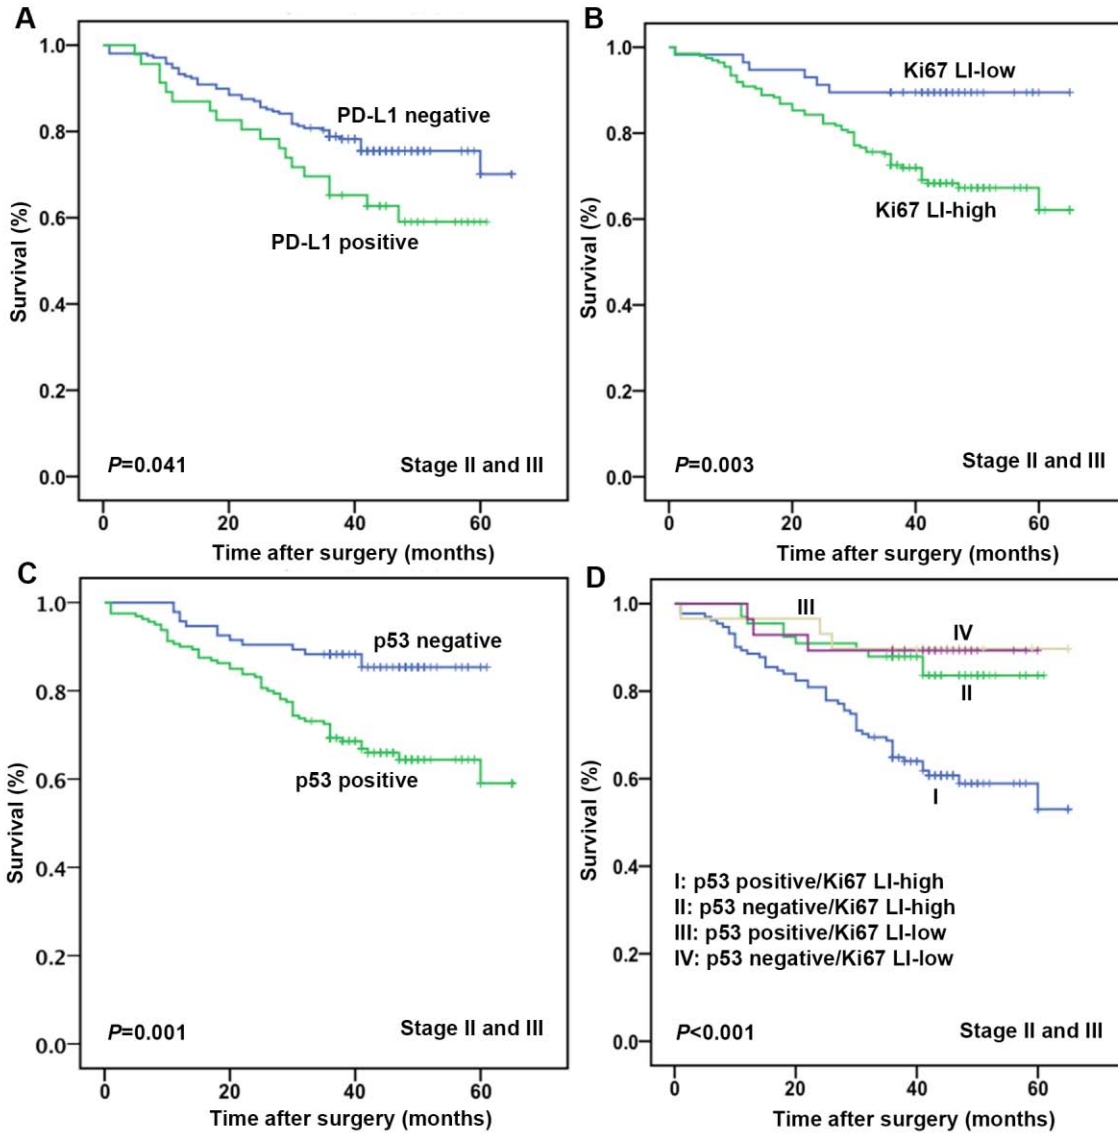 A
1.0
0.8
0.6
0.4
0.2
0.0
Survival (%)
PD-L1 negative
PD-L1 positive
P=0.041
Stage II and III
0 20 40 60
Time after surgery (months)
B
1.0
0.8
0.6
0.4
0.2
0.0
Survival (%)
Ki67 LI-low
Ki67 LI-high
P=0.003
Stage II and III
0 20 40 60
Time after surgery (months)
C
1.0
0.8
0.6
0.4
0.2
0.0
Survival (%)
p53 negative
p53 positive
P=0.001
Stage II and III
0 20 40 60
Time after surgery (months)
D
1.0
0.8
0.6
0.4
0.2
0.0
Survival (%)
III
IV
II
I
I: p53 positive/Ki67 LI-high
II: p53 negative/Ki67 LI-high
III: p53 positive/Ki67 LI-low
IV: p53 negative/Ki67 LI-low
P<0.001
Stage II and III
0 20 40 60
Time after surgery (months)